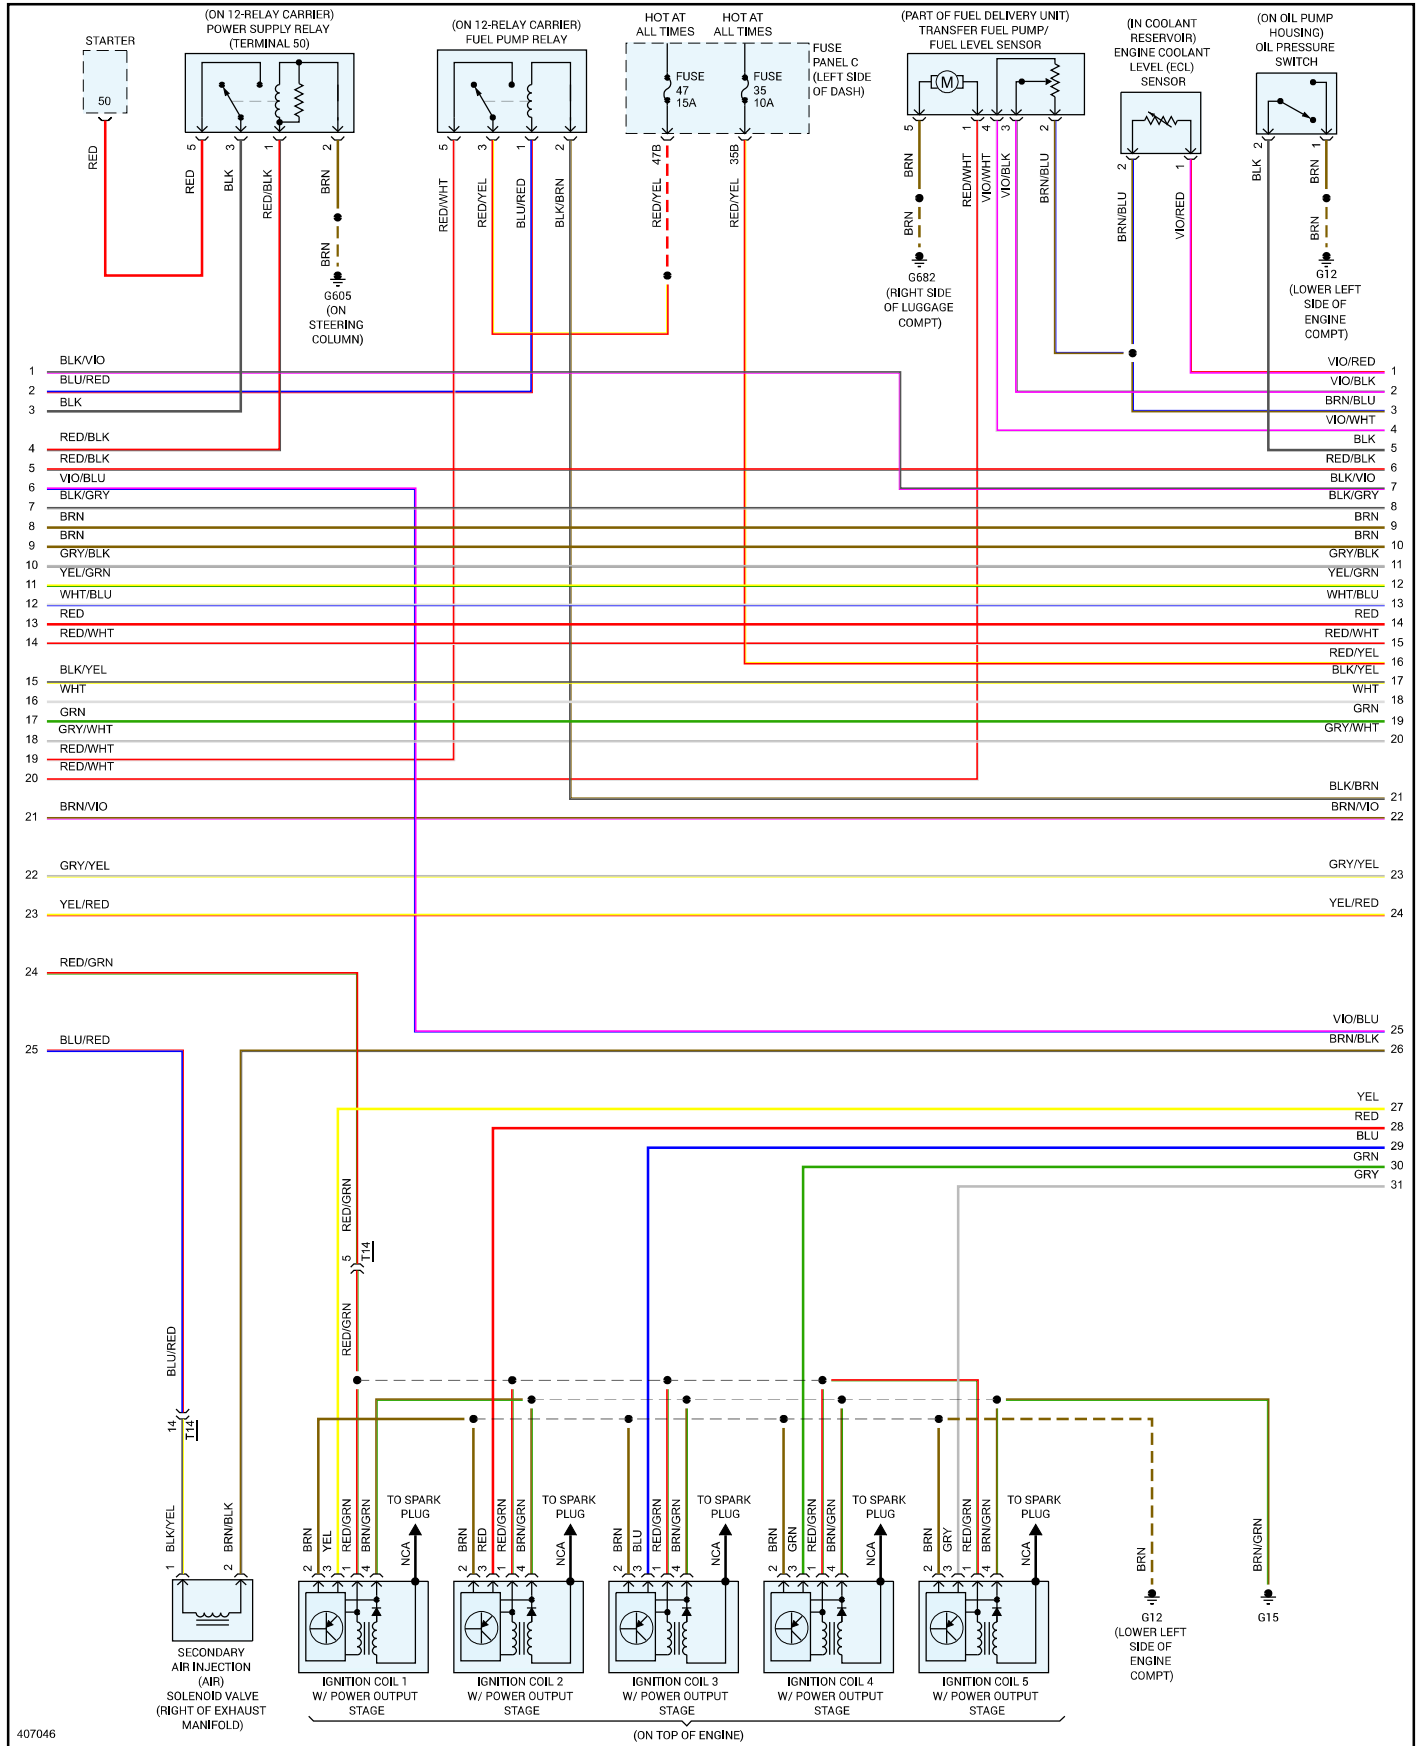 STARTER
50
RED
(ON 12-RELAY CARRIER)
POWER SUPPLY RELAY
(TERMINAL 50)
5
3
1
2
RED
BLK
RED/BLK
BRN
BRN
G605
(ON
STEERING
COLUMN)
(ON 12-RELAY CARRIER)
FUEL PUMP RELAY
5
3
1
2
RED/WHT
RED/YEL
BLU/RED
BLK/BRN
HOT AT
ALL TIMES
HOT AT
ALL TIMES
FUSE
47
15A
FUSE
35
10A
FUSE
PANEL C
(LEFT SIDE
OF DASH)
47B
35B
RED/YEL
RED/YEL
(PART OF FUEL DELIVERY UNIT)
TRANSFER FUEL PUMP/
FUEL LEVEL SENSOR
M
5
1
4
3
2
BRN
RED/WHT
VIO/WHT
VIO/BLK
BRN/BLU
BRN
G682
(RIGHT SIDE
OF LUGGAGE
COMPT)
(IN COOLANT
RESERVOIR)
ENGINE COOLANT
LEVEL (ECL)
SENSOR
2
1
BRN/BLU
VIO/RED
(ON OIL PUMP
HOUSING)
OIL PRESSURE
SWITCH
2
1
BLK
BRN
BRN
G12
(LOWER LEFT
SIDE OF
ENGINE
COMPT)
1 BLK/VIO
2 BLU/RED
3 BLK
4 RED/BLK
5 RED/BLK
6 VIO/BLU
7 BLK/GRY
8 BRN
9 BRN
10 GRY/BLK
11 YEL/GRN
12 WHT/BLU
13 RED
14 RED/WHT
15 BLK/YEL
16 WHT
17 GRN
18 GRY/WHT
19 RED/WHT
20 RED/WHT
21 BRN/VIO
22 GRY/YEL
23 YEL/RED
24 RED/GRN
25 BLU/RED
VIO/RED 1
VIO/BLK 2
BRN/BLU 3
VIO/WHT 4
BLK 5
RED/BLK 6
BLK/VIO 7
BLK/GRY 8
BRN 9
BRN 10
GRY/BLK 11
YEL/GRN 12
WHT/BLU 13
RED 14
RED/WHT 15
RED/YEL 16
BLK/YEL 17
WHT 18
GRN 19
GRY/WHT 20
BLK/BRN 21
BRN/VIO 22
GRY/YEL 23
YEL/RED 24
VIO/BLU 25
BRN/BLK 26
YEL 27
RED 28
BLU 29
GRN 30
GRY 31
RED/GRN
5
T14
RED/GRN
BLU/RED
14
T14
BLK/YEL
BRN/BLK
1
2
SECONDARY
AIR INJECTION
(AIR)
SOLENOID VALVE
(RIGHT OF EXHAUST
MANIFOLD)
BRN
YEL
RED/GRN
BRN/GRN
2
3
1
4
TO SPARK
PLUG
NCA
IGNITION COIL 1
W/ POWER OUTPUT
STAGE
BRN
RED
RED/GRN
BRN/GRN
2
3
1
4
TO SPARK
PLUG
NCA
IGNITION COIL 2
W/ POWER OUTPUT
STAGE
BRN
BLU
RED/GRN
BRN/GRN
2
3
1
4
TO SPARK
PLUG
NCA
IGNITION COIL 3
W/ POWER OUTPUT
STAGE
BRN
GRN
RED/GRN
BRN/GRN
2
3
1
4
TO SPARK
PLUG
NCA
IGNITION COIL 4
W/ POWER OUTPUT
STAGE
BRN
GRY
RED/GRN
BRN/GRN
2
3
1
4
TO SPARK
PLUG
NCA
IGNITION COIL 5
W/ POWER OUTPUT
STAGE
(ON TOP OF ENGINE)
BRN
G12
(LOWER LEFT
SIDE OF
ENGINE
COMPT)
BRN/GRN
G15
407046